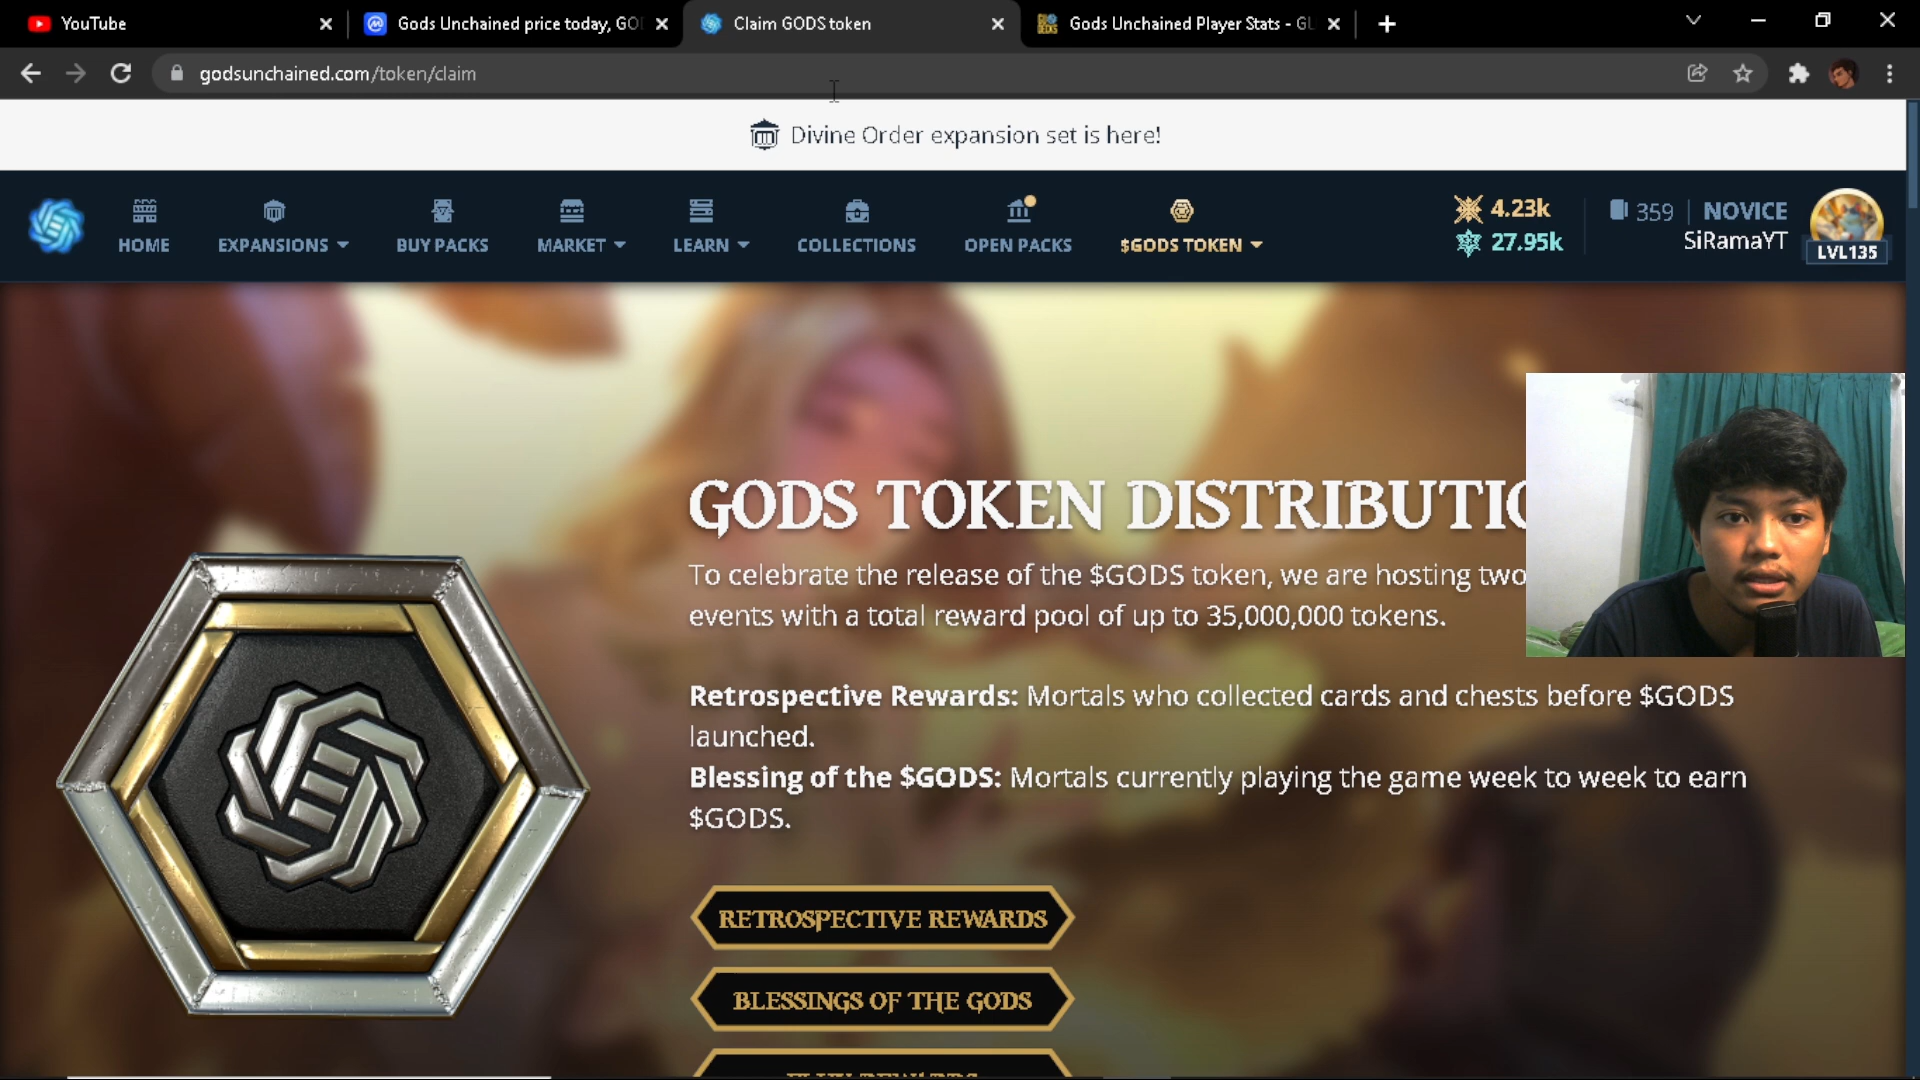 YouTube
Gods Unchained price today, GO
Claim GODS token
Gods Unchained Player Stats - GU
godsunchained.com/token/claim
Divine Order expansion set is here!
HOME
EXPANSIONS
BUY PACKS
MARKET
LEARN
COLLECTIONS
OPEN PACKS
$GODS TOKEN
4.23k
27.95k
359
NOVICE
SiRamaYT
LVL135
GODS TOKEN DISTRIBUTIO
To celebrate the release of the $GODS token, we are hosting two
events with a total reward pool of up to 35,000,000 tokens.
Retrospective Rewards: Mortals who collected cards and chests before $GODS
launched.
Blessing of the $GODS: Mortals currently playing the game week to week to earn
$GODS.
RETROSPECTIVE REWARDS
BLESSINGS OF THE GODS